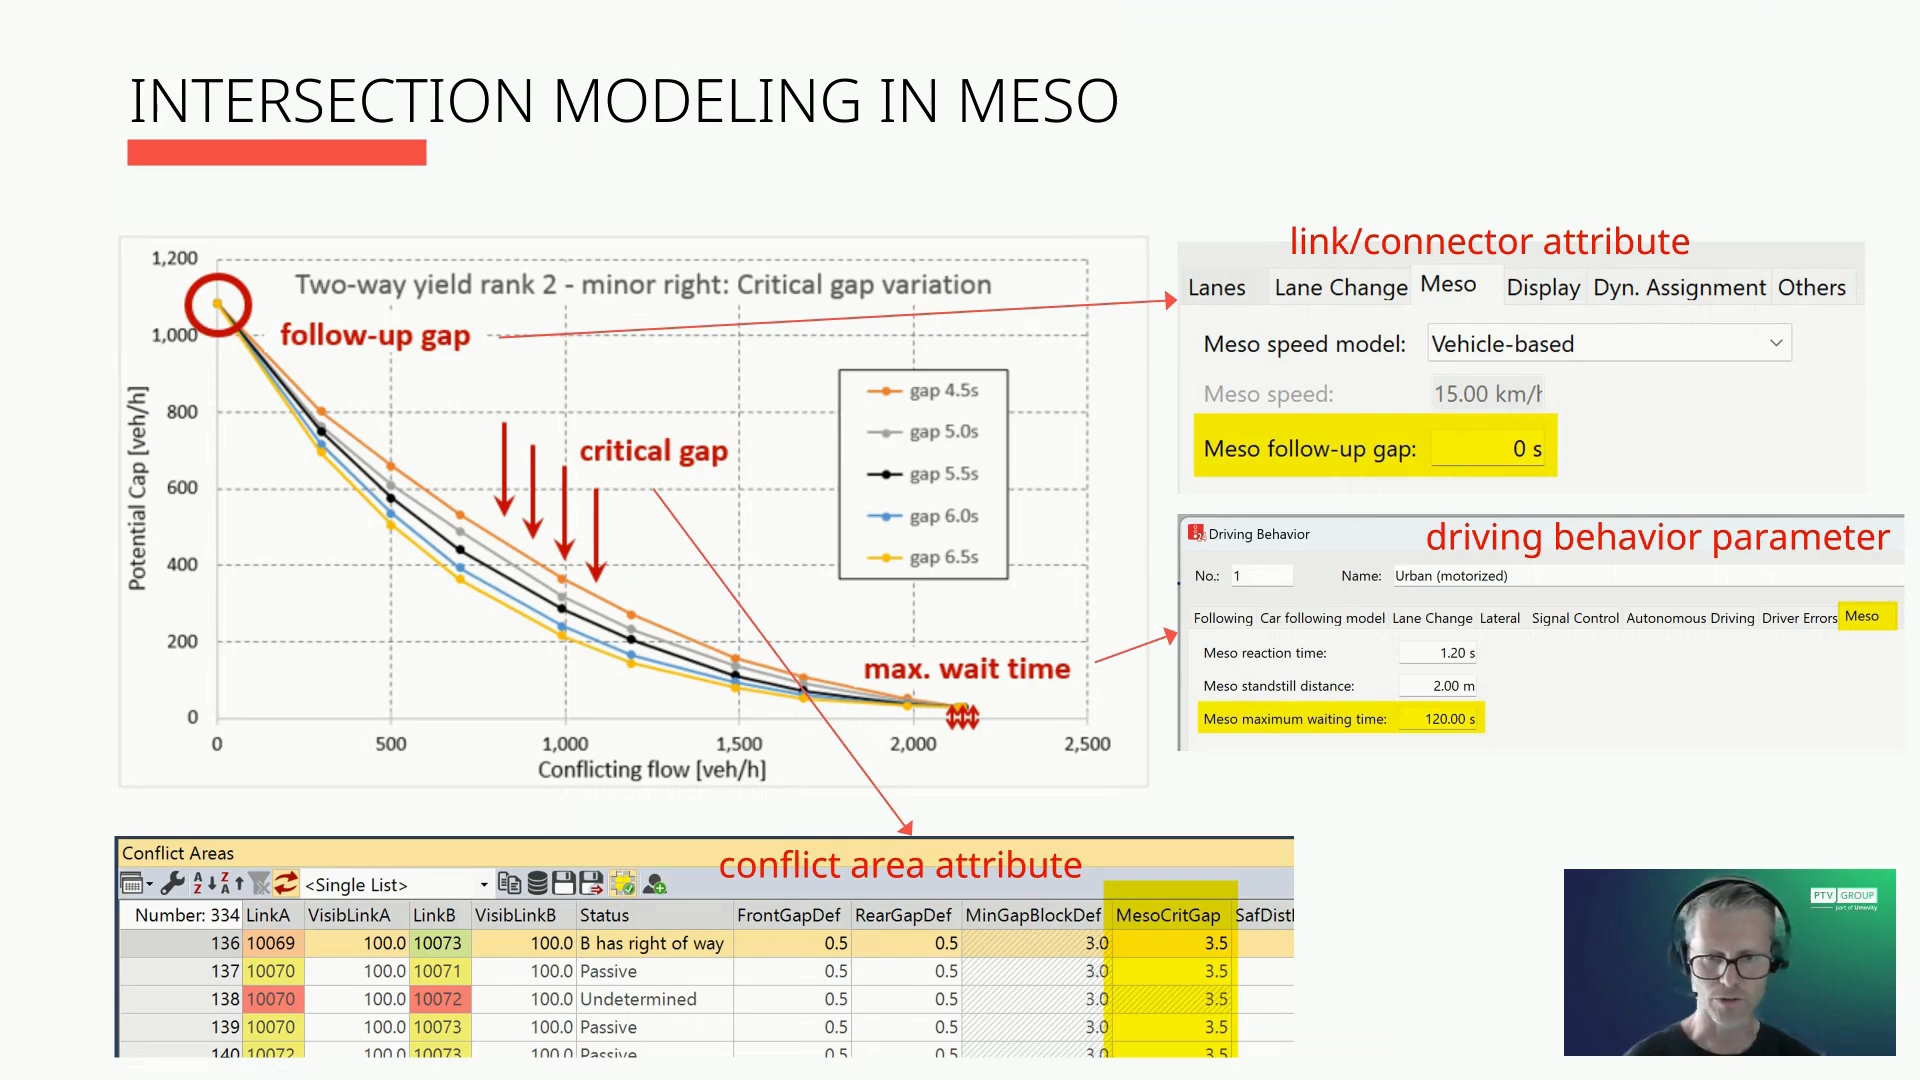 INTERSECTION MODELING IN MESO
1,200
1,000
800
600
400
200
0
Potential Cap [veh/h]
Two-way yield rank 2 - minor right: Critical gap variation
follow-up gap
critical gap
max. wait time
gap 4.5s
gap 5.0s
gap 5.5s
gap 6.0s
gap 6.5s
0 500 1,000 1,500 2,000 2,500
Conflicting flow [veh/h]
link/connector attribute
Lanes Lane Change Meso Display Dyn. Assignment Others
Meso speed model: Vehicle-based
Meso speed: 15.00 km/h
Meso follow-up gap: 0 s
Driving Behavior
driving behavior parameter
No.: 1 Name: Urban (motorized)
Following Car following model Lane Change Lateral Signal Control Autonomous Driving Driver Errors Meso
Meso reaction time: 1.20 s
Meso standstill distance: 2.00 m
Meso maximum waiting time: 120.00 s
Conflict Areas
conflict area attribute
<Single List>
Number: 334 LinkA VisibLinkA LinkB VisibLinkB Status FrontGapDef RearGapDef MinGapBlockDef MesoCritGap SafDist
136 10069 100.0 10073 100.0 B has right of way 0.5 0.5 3.0 3.5
137 10070 100.0 10071 100.0 Passive 0.5 0.5 3.0 3.5
138 10070 100.0 10072 100.0 Undetermined 0.5 0.5 3.0 3.5
139 10070 100.0 10073 100.0 Passive 0.5 0.5 3.0 3.5
140 10072 100.0 10073 100.0 Passive 0.5 0.5 3.0 3.5
PTV GROUP
part of Umovity